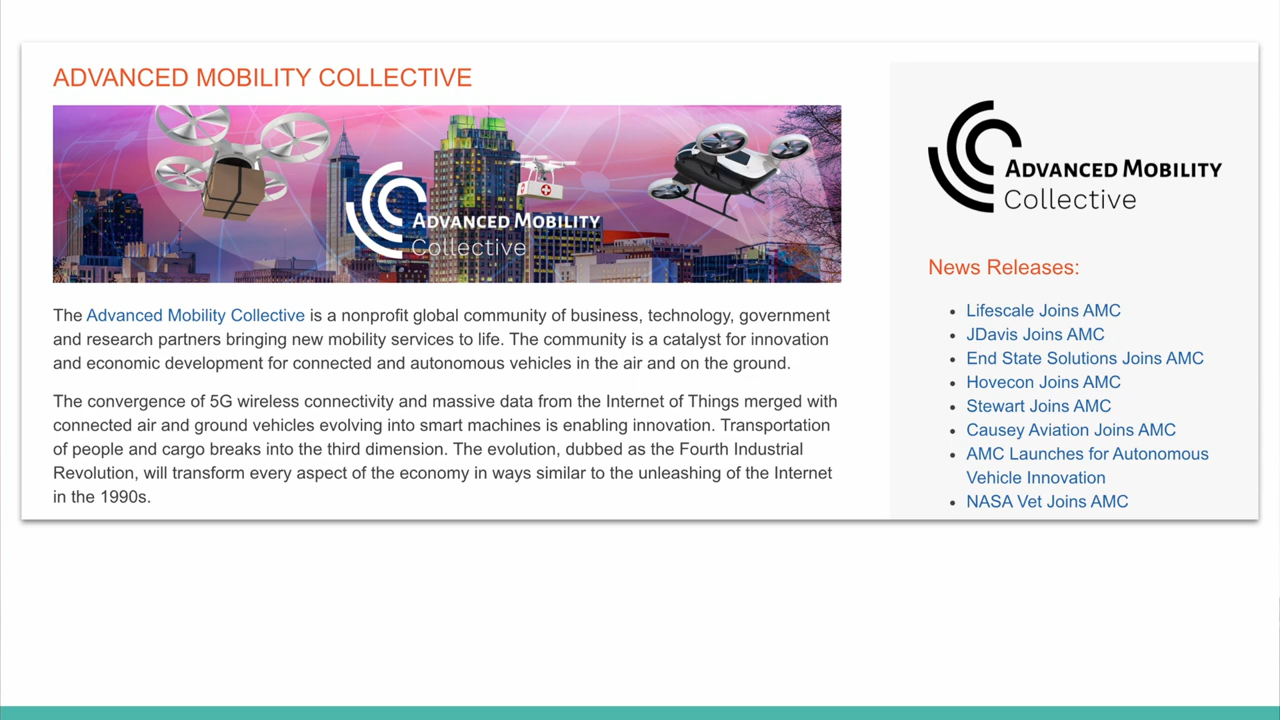 ADVANCED MOBILITY COLLECTIVE
ADVANCED MOBILITY
Collective
The Advanced Mobility Collective is a nonprofit global community of business, technology, government
and research partners bringing new mobility services to life. The community is a catalyst for innovation
and economic development for connected and autonomous vehicles in the air and on the ground.
The convergence of 5G wireless connectivity and massive data from the Internet of Things merged with
connected air and ground vehicles evolving into smart machines is enabling innovation. Transportation
of people and cargo breaks into the third dimension. The evolution, dubbed as the Fourth Industrial
Revolution, will transform every aspect of the economy in ways similar to the unleashing of the Internet
in the 1990s.
ADVANCED MOBILITY
Collective
News Releases:
Lifescale Joins AMC
JDavis Joins AMC
End State Solutions Joins AMC
Hovecon Joins AMC
Stewart Joins AMC
Causey Aviation Joins AMC
AMC Launches for Autonomous
Vehicle Innovation
NASA Vet Joins AMC